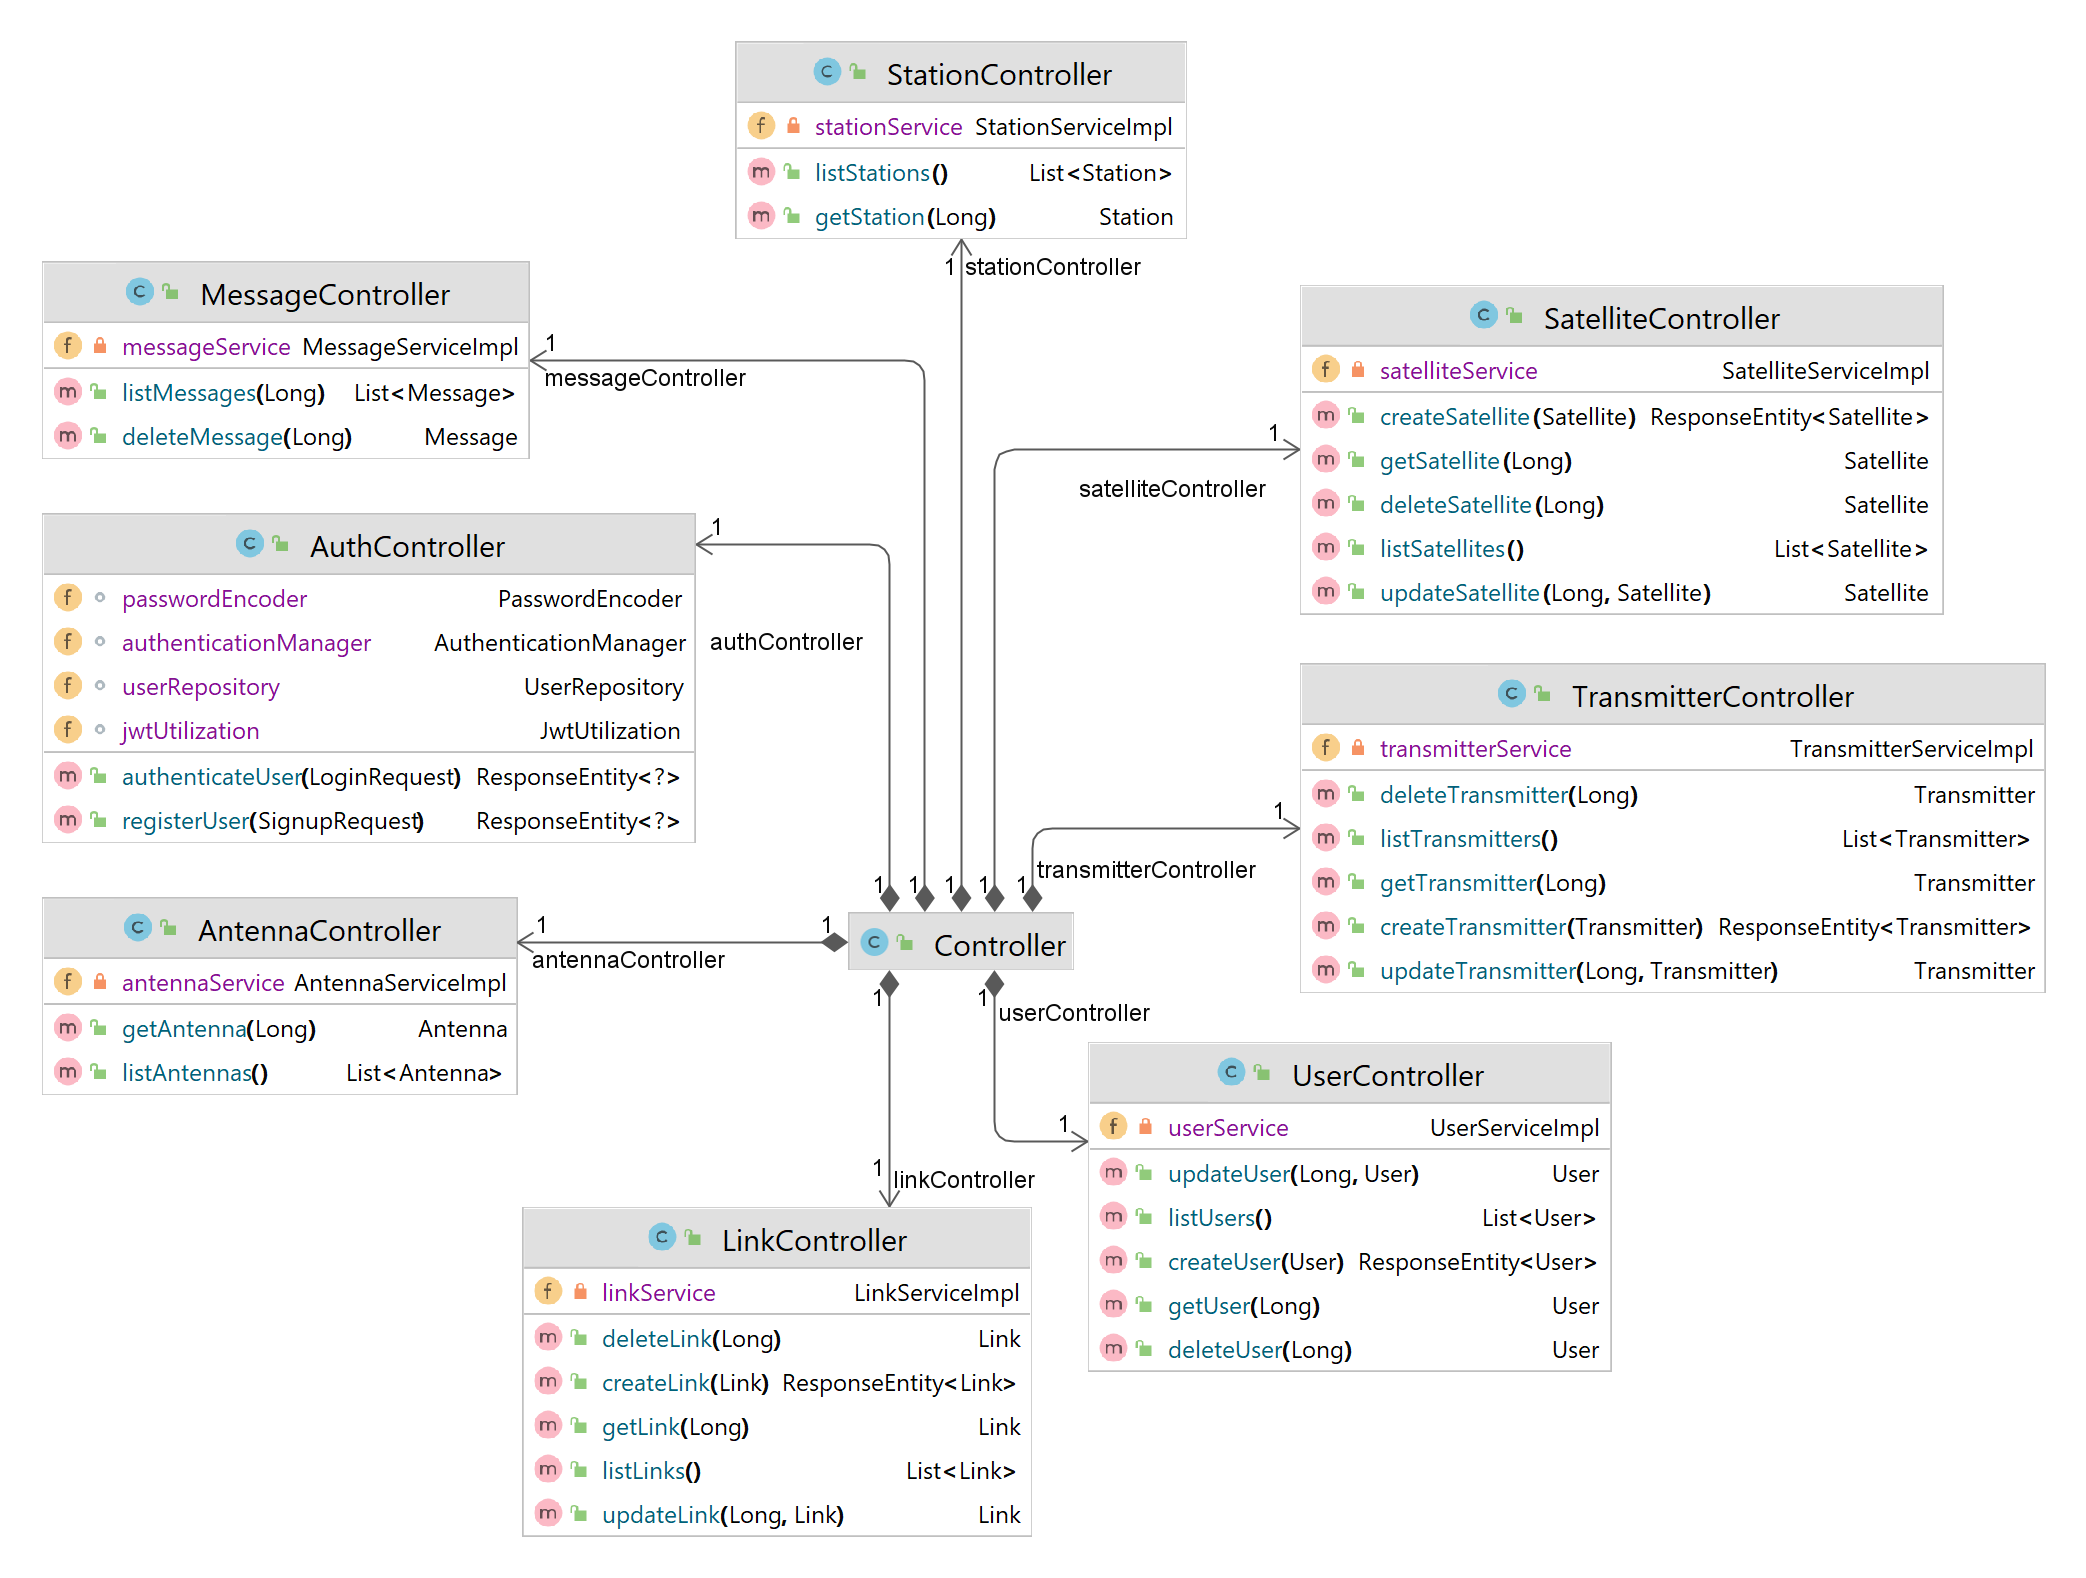 StationController
f stationService StationServiceImpl
m listStations() List<Station>
m getStation(Long) Station
1 stationController
MessageController
f messageService MessageServiceImpl
m listMessages(Long) List<Message>
m deleteMessage(Long) Message
1
messageController
SatelliteController
f satelliteService SatelliteServiceImpl
m createSatellite(Satellite) ResponseEntity<Satellite>
m getSatellite(Long) Satellite
m deleteSatellite(Long) Satellite
m listSatellites() List<Satellite>
m updateSatellite(Long, Satellite) Satellite
1
satelliteController
AuthController
f passwordEncoder PasswordEncoder
f authenticationManager AuthenticationManager
f userRepository UserRepository
f jwtUtilization JwtUtilization
m authenticateUser(LoginRequest) ResponseEntity<?>
m registerUser(SignupRequest) ResponseEntity<?>
1
authController
TransmitterController
f transmitterService TransmitterServiceImpl
m deleteTransmitter(Long) Transmitter
m listTransmitters() List<Transmitter>
m getTransmitter(Long) Transmitter
m createTransmitter(Transmitter) ResponseEntity<Transmitter>
m updateTransmitter(Long, Transmitter) Transmitter
1
transmitterController
1 1 1 1 1
C Controller
AntennaController
f antennaService AntennaServiceImpl
m getAntenna(Long) Antenna
m listAntennas() List<Antenna>
1 1
antennaController
1 1
userController
UserController
f userService UserServiceImpl
m updateUser(Long, User) User
m listUsers() List<User>
m createUser(User) ResponseEntity<User>
m getUser(Long) User
m deleteUser(Long) User
1
1 linkController
LinkController
f linkService LinkServiceImpl
m deleteLink(Long) Link
m createLink(Link) ResponseEntity<Link>
m getLink(Long) Link
m listLinks() List<Link>
m updateLink(Long, Link) Link